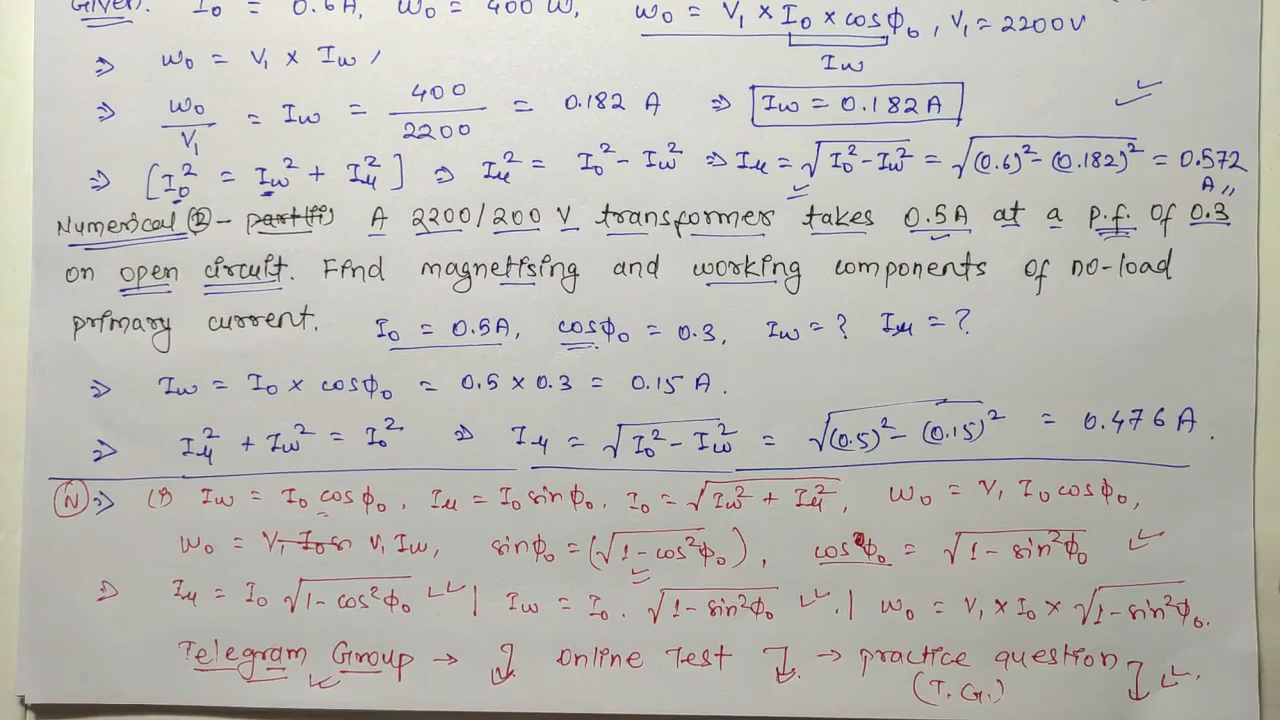 Given: I₀ = 0.6A, W₀ = 400 W, W₀ = V₁ × I₀ × cosϕ₀, V₁ = 2200V
Iw
⇒ W₀ = V₁ × Iw,
⇒ W₀/V₁ = Iw = 400/2200 = 0.182 A ⇒ Iw = 0.182A
⇒ [I₀² = Iw² + Iμ²] ⇒ Iμ² = I₀² - Iw² ⇒ Iμ = √(I₀² - Iw²) = √((0.6)² - (0.182)²) = 0.572 A,,
Numerical ② - part(ii) A 2200/200 V transformer takes 0.5A at a p.f. of 0.3
on open circuit. Find magnetising and working components of no-load
primary current. I₀ = 0.5A, cosϕ₀ = 0.3, Iw = ? Iμ = ?
⇒ Iw = I₀ × cosϕ₀ = 0.5 × 0.3 = 0.15 A.
⇒ Iμ² + Iw² = I₀² ⇒ Iμ = √(I₀² - Iw²) = √(0.5)² - (0.15)² = 0.476 A.
Ⓝ ⇒ (1) Iw = I₀ cosϕ₀, Iμ = I₀ sinϕ₀, I₀ = √(Iw² + Iμ²), W₀ = V₁ I₀ cosϕ₀,
W₀ = V₁ Iw, sinϕ₀ = (√(1 - cos²ϕ₀)), cosϕ₀ = √(1 - sin²ϕ₀)
⇒ Iμ = I₀ √(1 - cos²ϕ₀) | Iw = I₀ . √(1 - sin²ϕ₀) . | W₀ = V₁ × I₀ × √(1 - sin²ϕ₀).
Telegram Group → ↓ Online Test ↓ → practice question ↓
(T.G.)